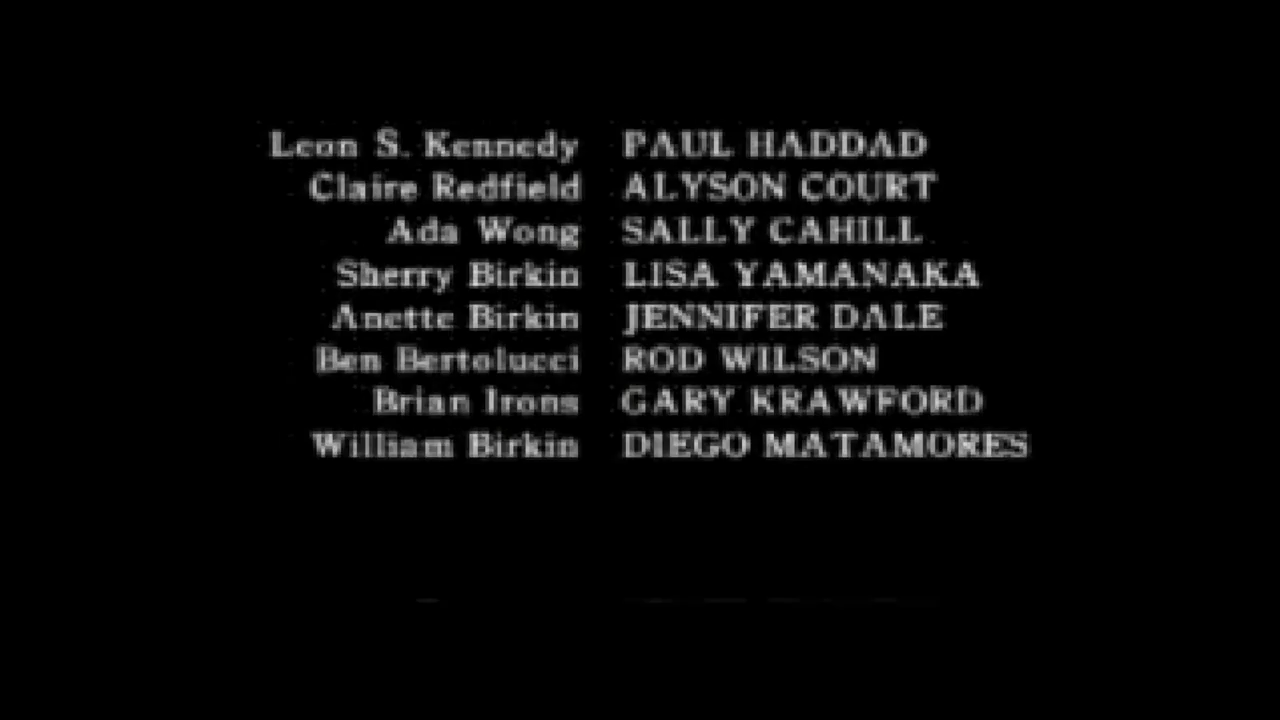 Leon S. Kennedy PAUL HADDAD
Claire Redfield ALYSON COURT
Ada Wong SALLY CAHILL
Sherry Birkin LISA YAMANAKA
Anette Birkin JENNIFER DALE
Ben Bertolucci ROD WILSON
Brian Irons GARY KRAWFORD
William Birkin DIEGO MATAMORES